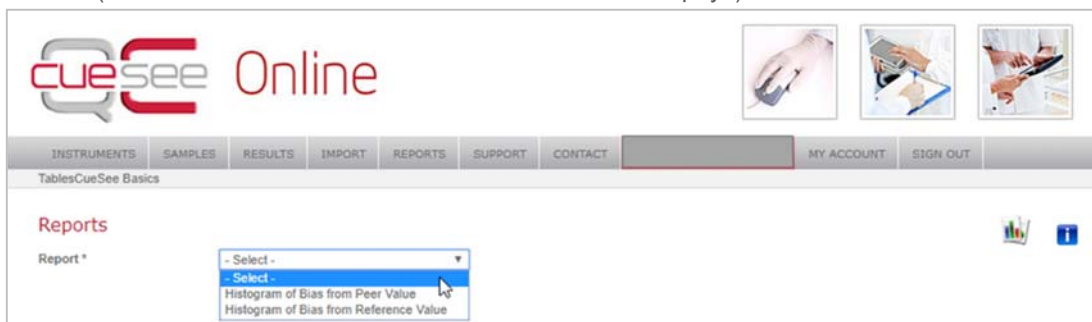 cuesee Online
INSTRUMENTS SAMPLES RESULTS IMPORT REPORTS SUPPORT CONTACT MY ACCOUNT SIGN OUT
TablesCueSee Basics
Reports
Report *
- Select -
- Select -
Histogram of Bias from Peer Value
Histogram of Bias from Reference Value